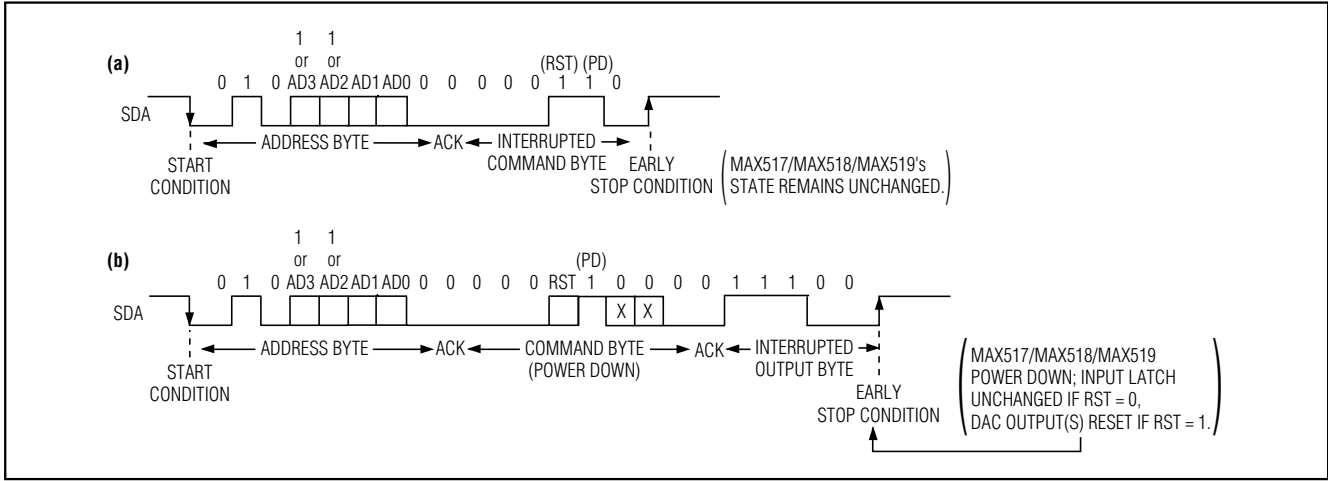 (a)
1 1
or or
(RST) (PD)
0 1 0 AD3 AD2 AD1 AD0 0 0 0 0 0 1 1 0
SDA
ADDRESS BYTE ACK INTERRUPTED COMMAND BYTE
START CONDITION
EARLY STOP CONDITION
(MAX517/MAX518/MAX519's
STATE REMAINS UNCHANGED.)
(b)
1 1
or or
(PD)
0 1 0 AD3 AD2 AD1 AD0 0 0 0 0 0 RST 1 0 0 0 0 1 1 1 0 0
SDA
X X
ADDRESS BYTE ACK COMMAND BYTE (POWER DOWN) ACK INTERRUPTED OUTPUT BYTE
START CONDITION
EARLY STOP CONDITION
(MAX517/MAX518/MAX519
POWER DOWN; INPUT LATCH
UNCHANGED IF RST = 0,
DAC OUTPUT(S) RESET IF RST = 1.)